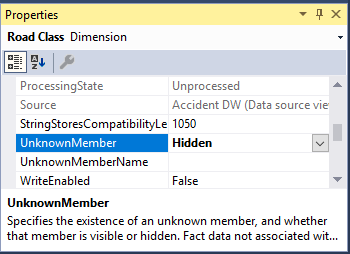 Properties
Road Class Dimension
ProcessingState Unprocessed
Source Accident DW (Data source vie
StringStoresCompatibilityLe 1050
UnknownMember Hidden
UnknownMemberName
WriteEnabled False
UnknownMember
Specifies the existence of an unknown member, and whether
that member is visible or hidden. Fact data not associated wit...